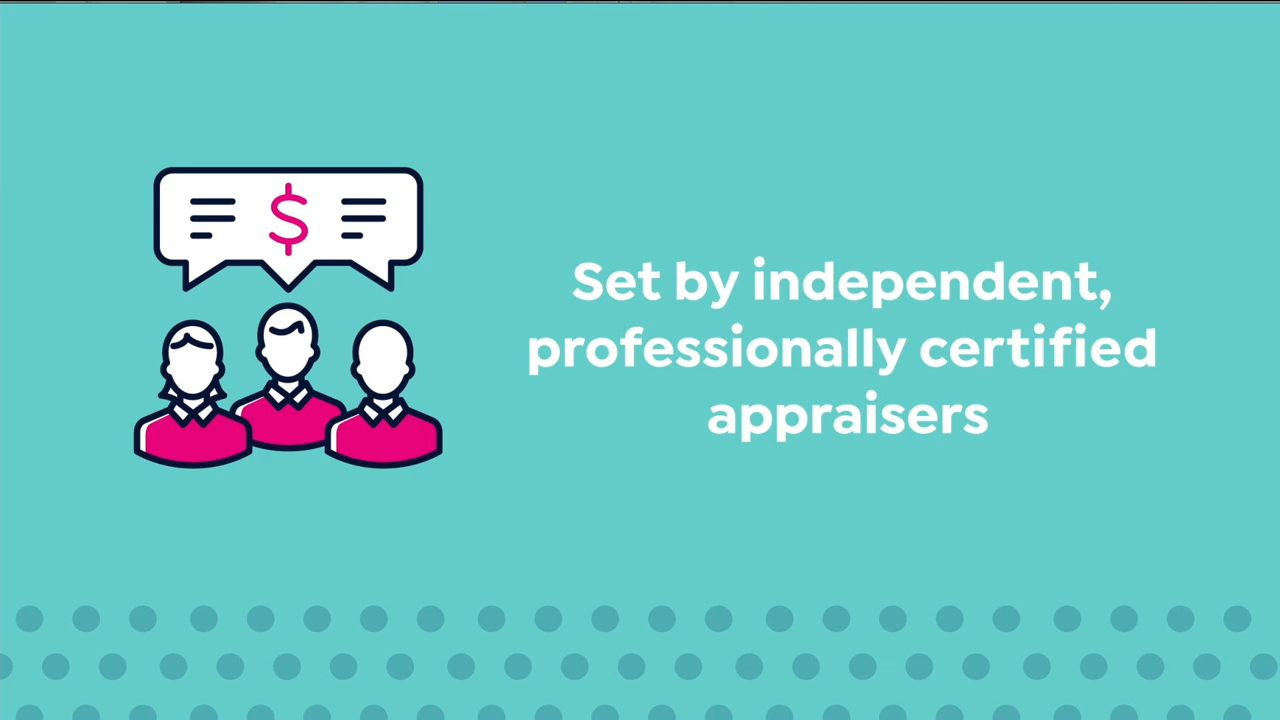 $
Set by independent,
professionally certified
appraisers